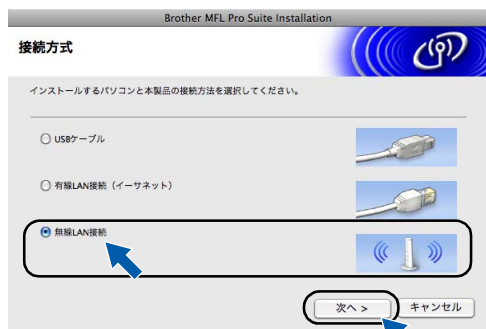 Brother MFL Pro Suite Installation
接続方式
インストールするパソコンと本製品の接続方法を選択してください。
USBケーブル
有線LAN接続（イーサネット）
無線LAN接続
次へ >
キャンセル